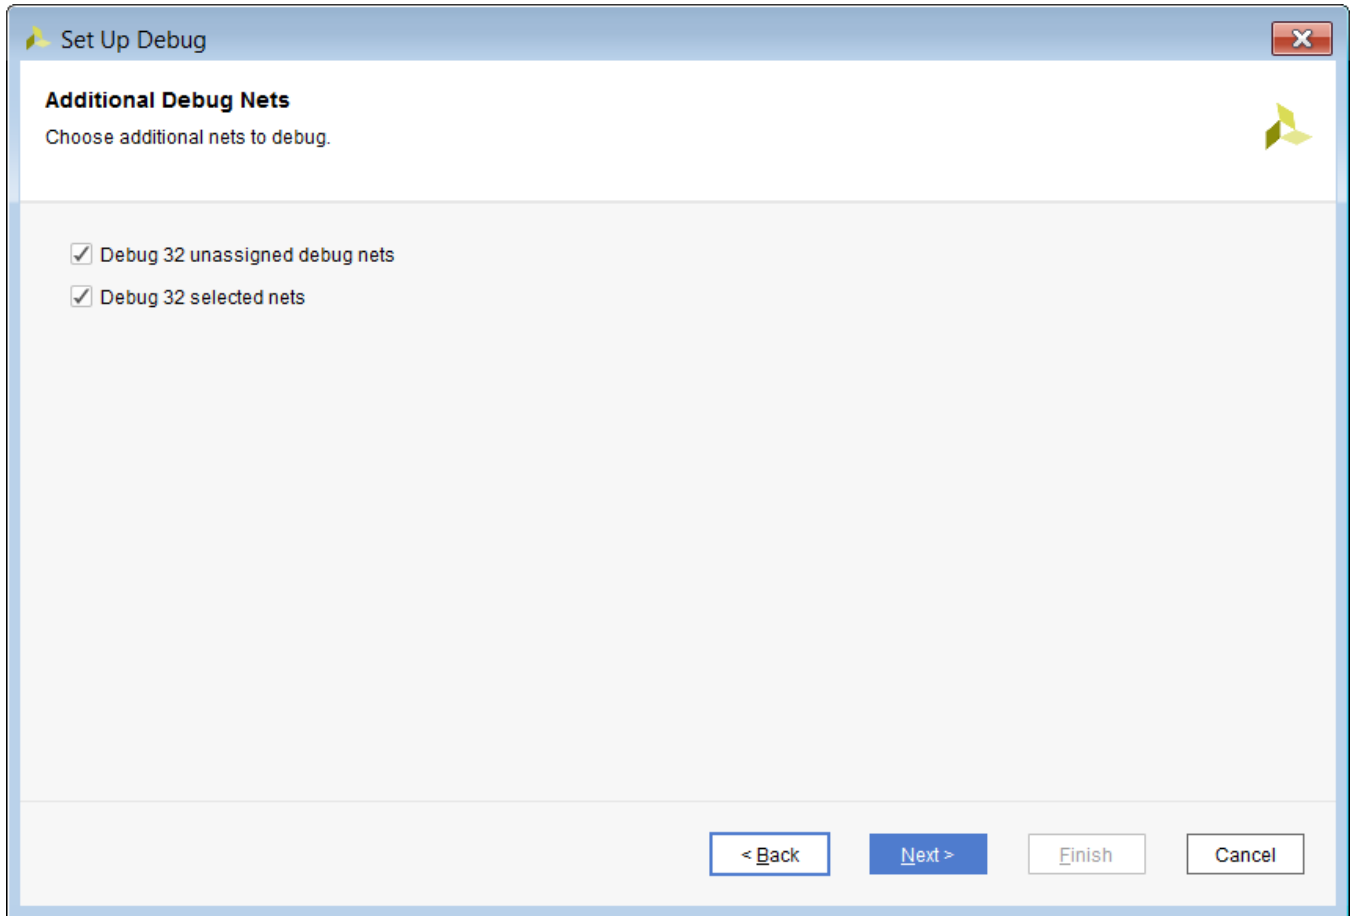 Set Up Debug
Additional Debug Nets
Choose additional nets to debug.
Debug 32 unassigned debug nets
Debug 32 selected nets
< Back
Next >
Finish
Cancel